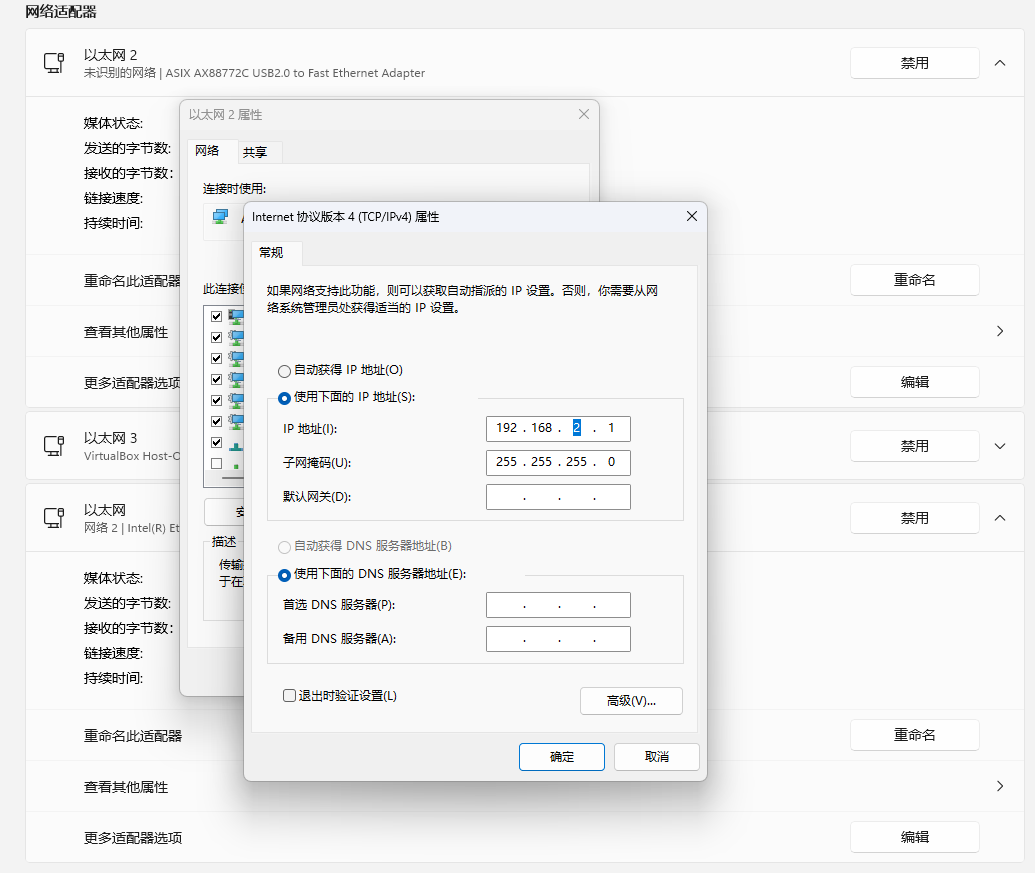 网络适配器
以太网 2
未识别的网络 | ASIX AX88772C USB2.0 to Fast Ethernet Adapter
禁用
媒体状态:
发送的字节数:
接收的字节数:
链接速度:
持续时间:
重命名此适配器
重命名
查看其他属性
更多适配器选项
编辑
以太网 2 属性
网络
共享
连接时使用:
此连接使
描述
传输
于在
Internet 协议版本 4 (TCP/IPv4) 属性
常规
如果网络支持此功能，则可以获取自动指派的 IP 设置。否则，你需要从网
络系统管理员处获得适当的 IP 设置。
自动获得 IP 地址(O)
使用下面的 IP 地址(S):
IP 地址(I):
192 . 168 . 2 . 1
子网掩码(U):
255 . 255 . 255 . 0
默认网关(D):
. . .
自动获得 DNS 服务器地址(B)
使用下面的 DNS 服务器地址(E):
首选 DNS 服务器(P):
. . .
备用 DNS 服务器(A):
. . .
退出时验证设置(L)
高级(V)...
确定
取消
以太网 3
VirtualBox Host-O
禁用
以太网
网络 2 | Intel(R) Et
禁用
媒体状态:
发送的字节数:
接收的字节数:
链接速度:
持续时间:
重命名此适配器
重命名
查看其他属性
更多适配器选项
编辑